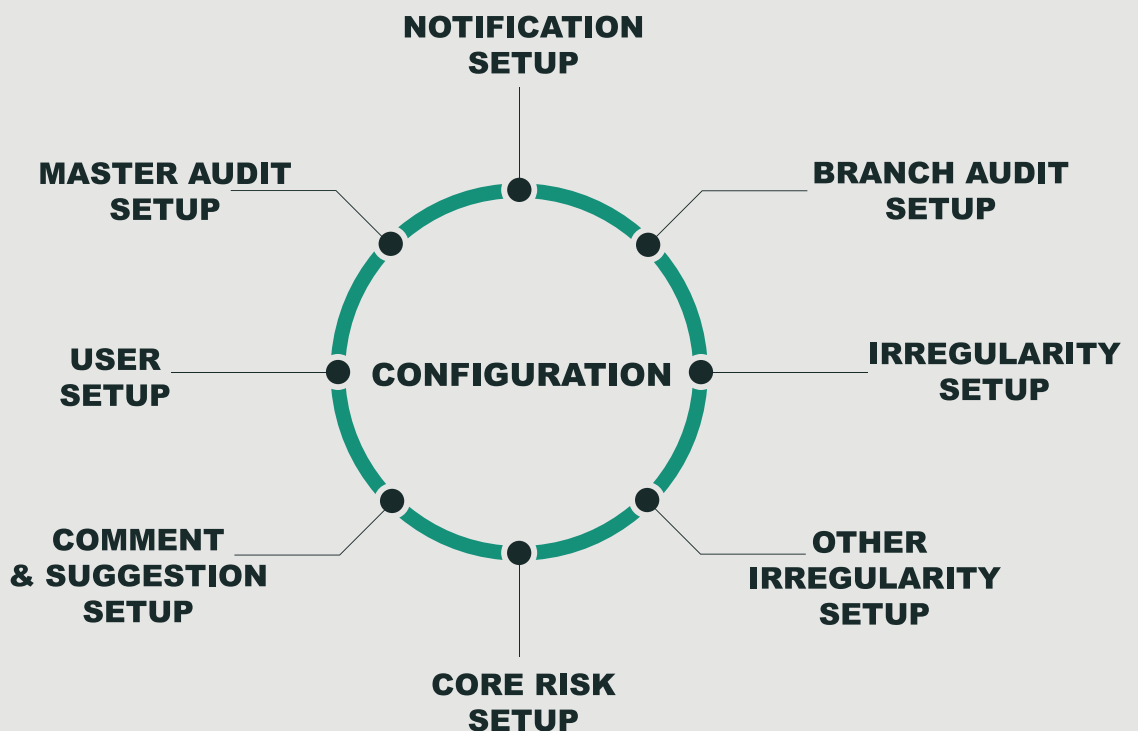 NOTIFICATION
SETUP
MASTER AUDIT
SETUP
BRANCH AUDIT
SETUP
USER
SETUP
CONFIGURATION
IRREGULARITY
SETUP
COMMENT
& SUGGESTION
SETUP
OTHER
IRREGULARITY
SETUP
CORE RISK
SETUP